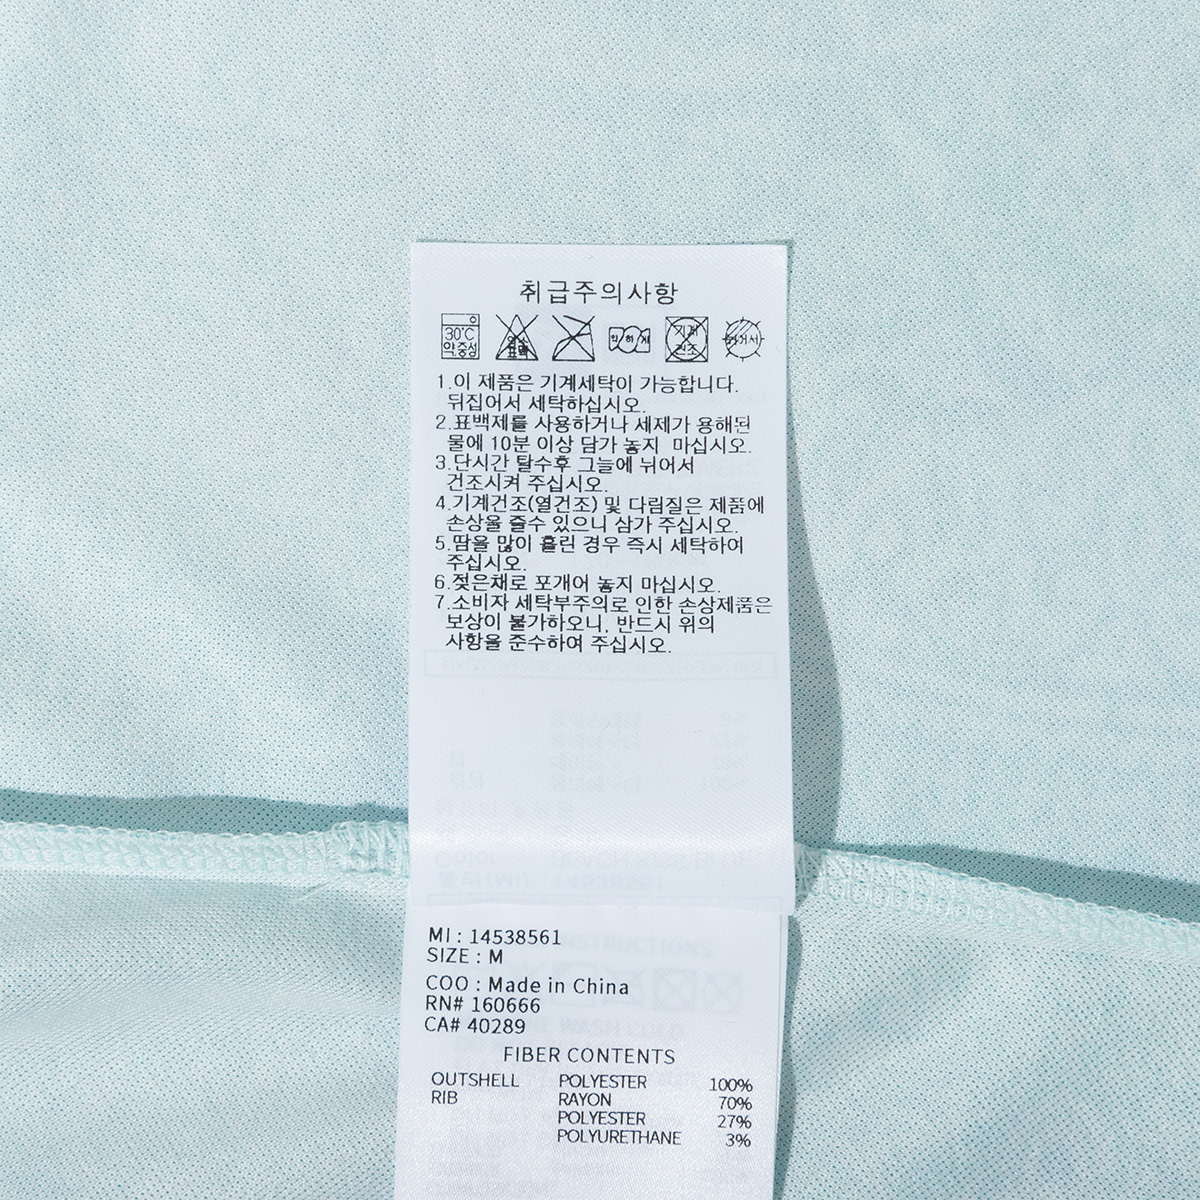 취급주의사항
30℃
약.중성
염소
표백
약하게
기계
건조
뉘거서
1.이 제품은 기계세탁이 가능합니다.
뒤집어서 세탁하십시오.
2.표백제를 사용하거나 세제가 용해된
물에 10분 이상 담가 놓지 마십시오.
3.단시간 탈수후 그늘에 뉘어서
건조시켜 주십시오.
4.기계건조(열건조) 및 다림질은 제품에
손상을 줄수 있으니 삼가 주십시오.
5.땀을 많이 흘린 경우 즉시 세탁하여
주십시오.
6.젖은채로 포개어 놓지 마십시오.
7.소비자 세탁부주의로 인한 손상제품은
보상이 불가하오니, 반드시 위의
사항을 준수하여 주십시오.
MI : 14538561
SIZE : M
COO : Made in China
RN# 160666
CA# 40289
FIBER CONTENTS
OUTSHELL POLYESTER 100%
RIB RAYON 70%
POLYESTER 27%
POLYURETHANE 3%